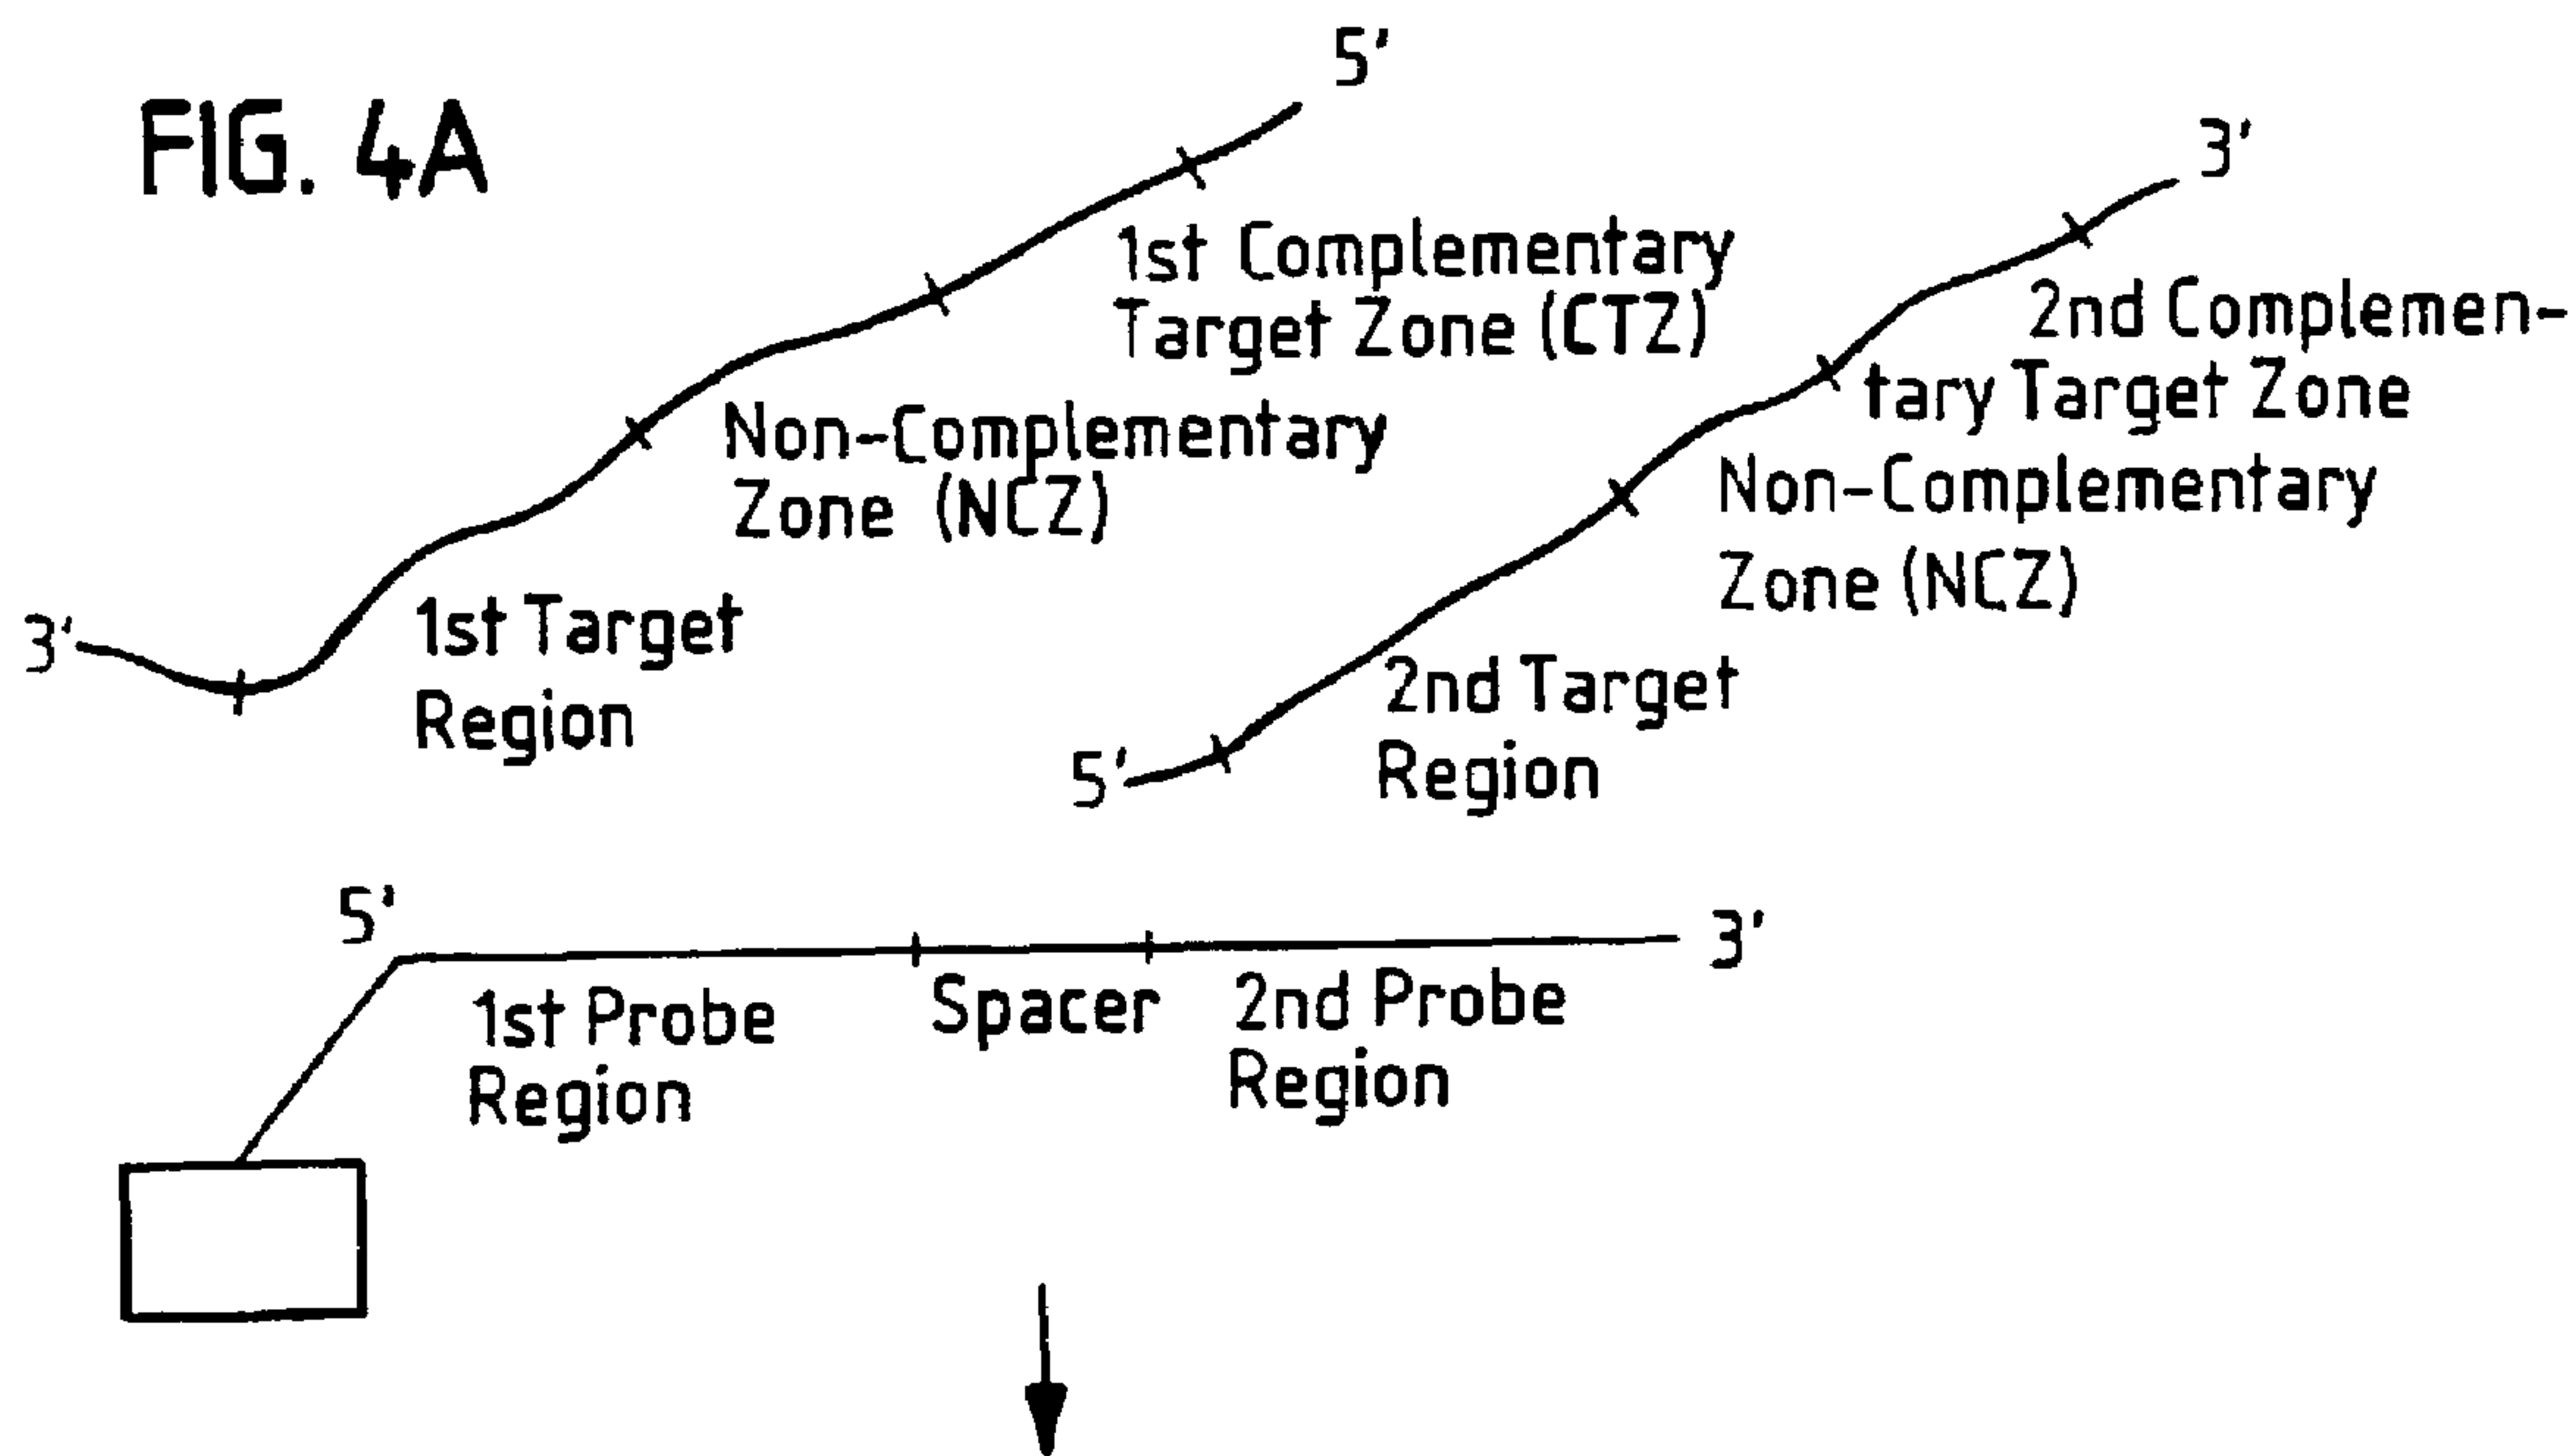 FIG. 4A
5'
3'
1st Complementary
Target Zone (CTZ)
2nd Complemen-
tary Target Zone
Non-Complementary
Zone (NCZ)
Non-Complementary
Zone (NCZ)
3'
1st Target
Region
2nd Target
Region
5'
5'
3'
1st Probe
Region
Spacer
2nd Probe
Region